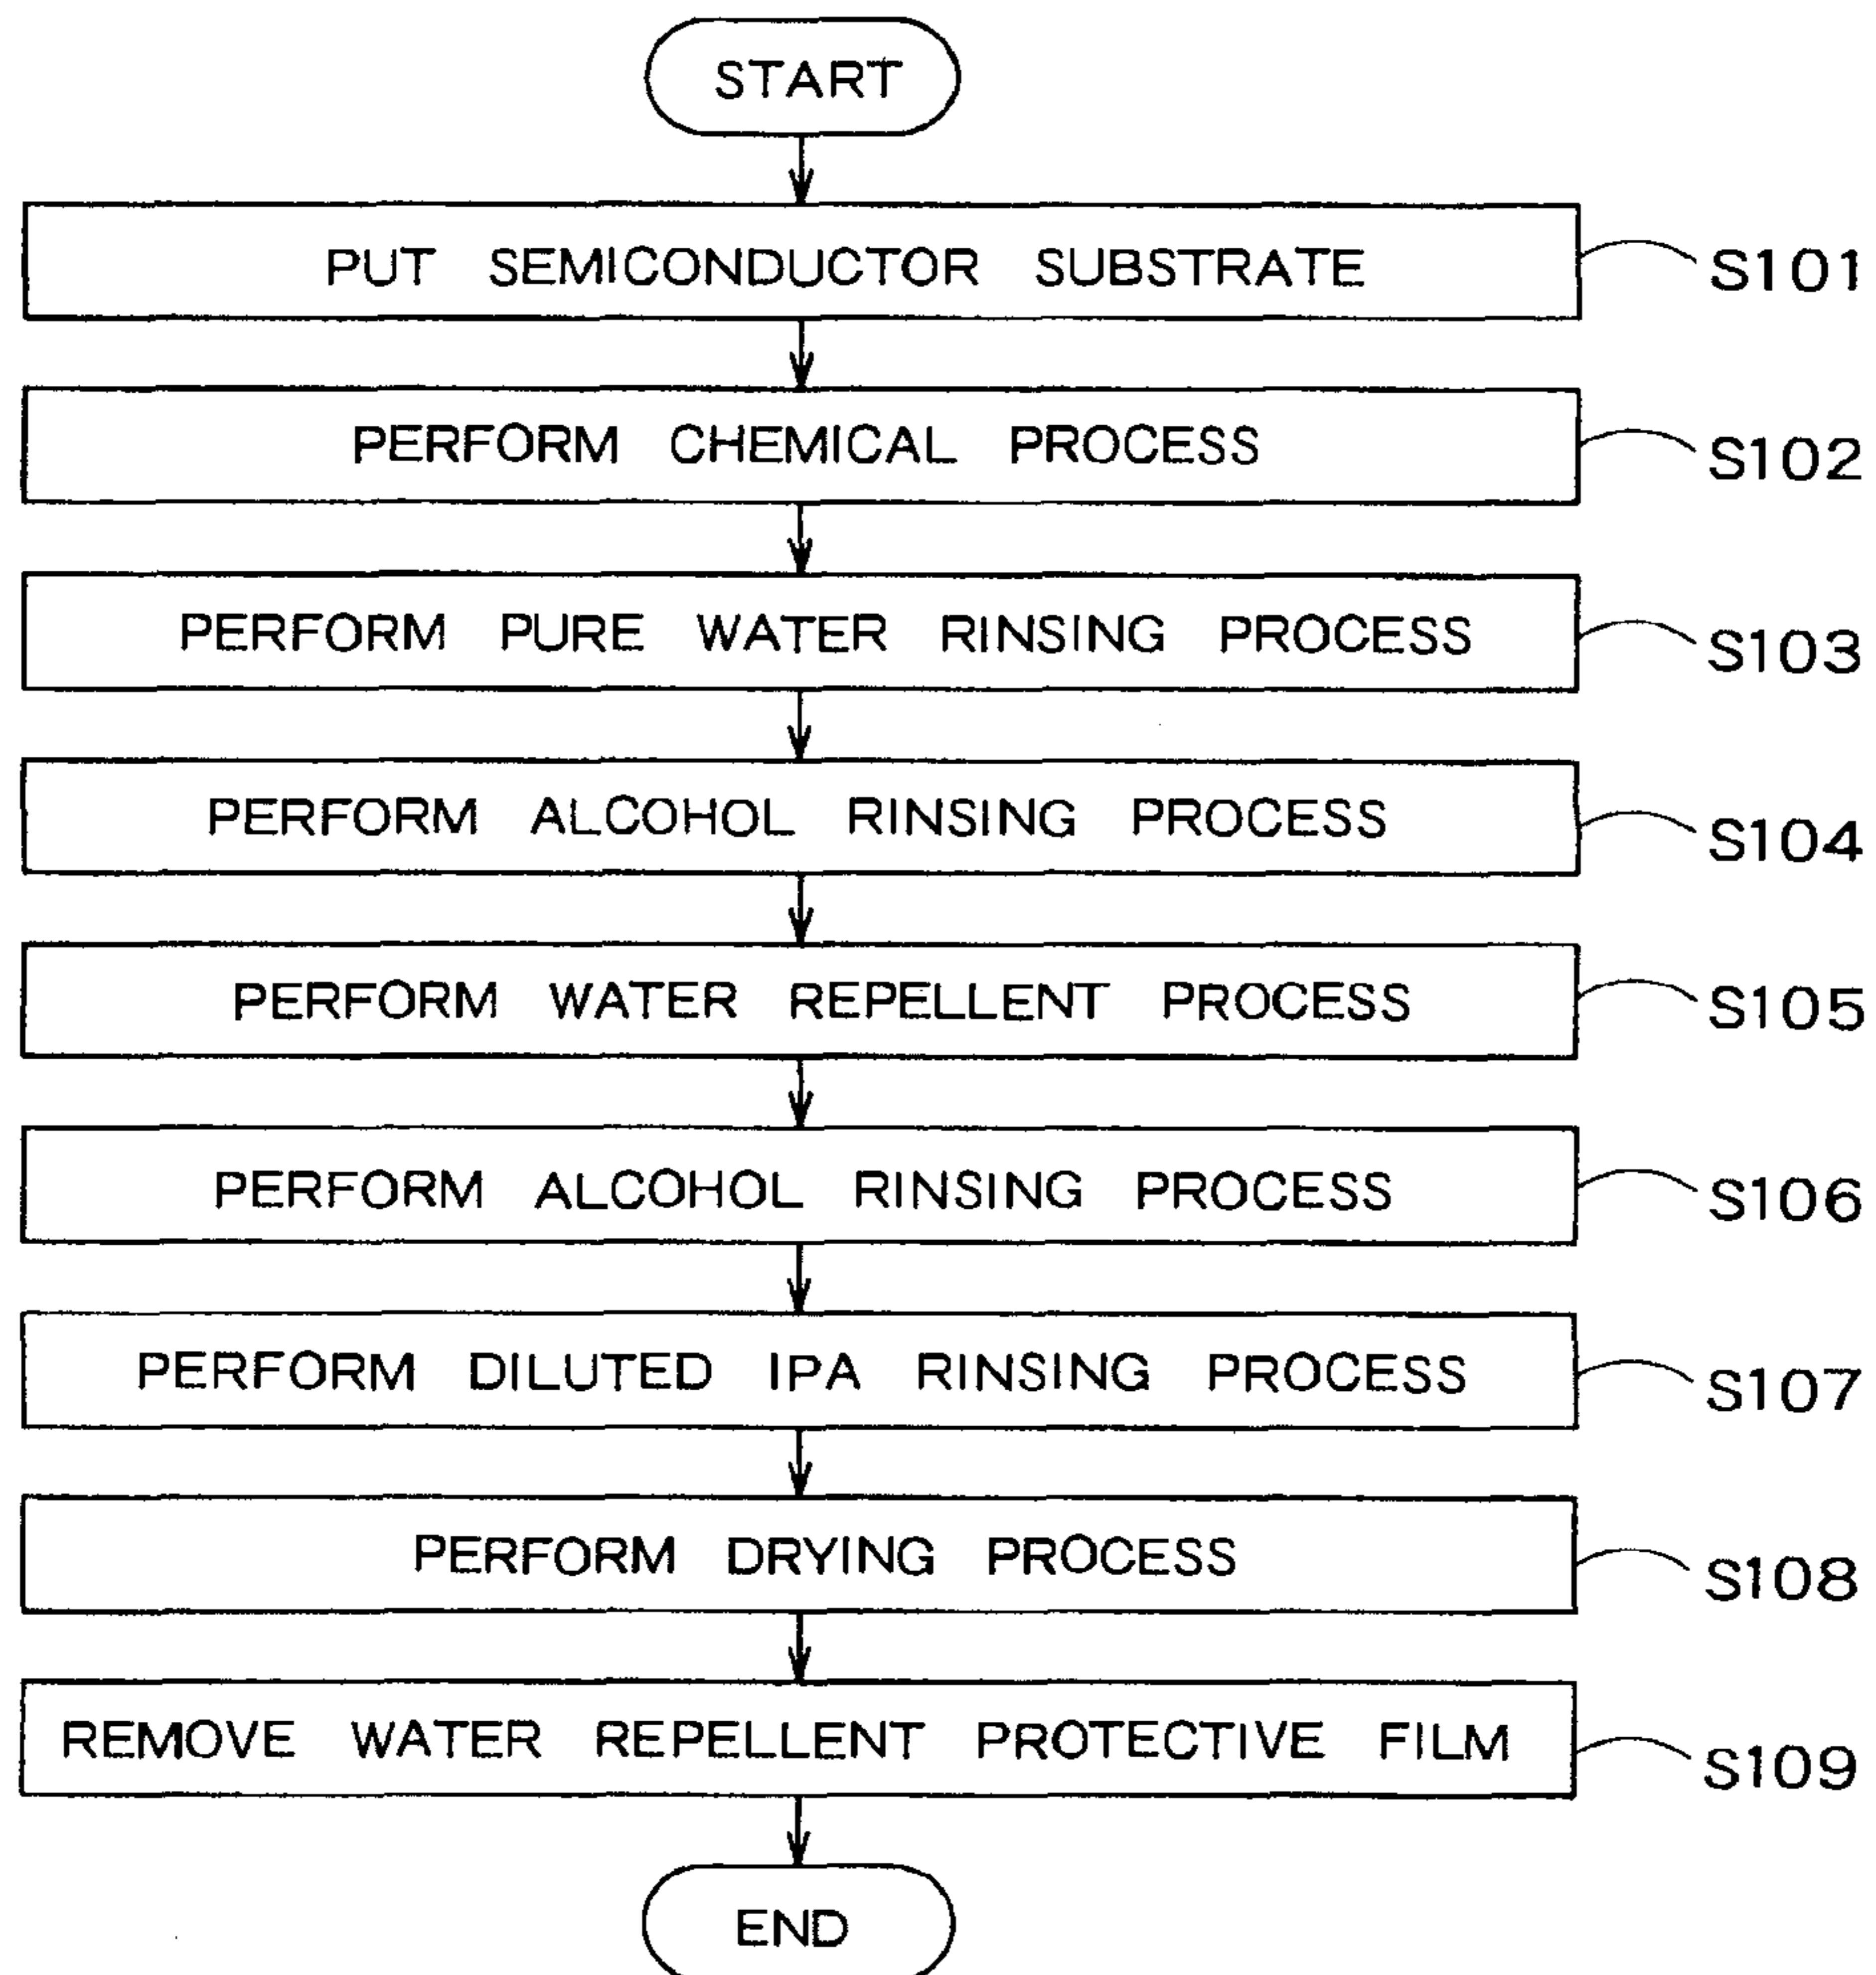 START
PUT SEMICONDUCTOR SUBSTRATE S101
PERFORM CHEMICAL PROCESS S102
PERFORM PURE WATER RINSING PROCESS S103
PERFORM ALCOHOL RINSING PROCESS S104
PERFORM WATER REPELLENT PROCESS S105
PERFORM ALCOHOL RINSING PROCESS S106
PERFORM DILUTED IPA RINSING PROCESS S107
PERFORM DRYING PROCESS S108
REMOVE WATER REPELLENT PROTECTIVE FILM S109
END